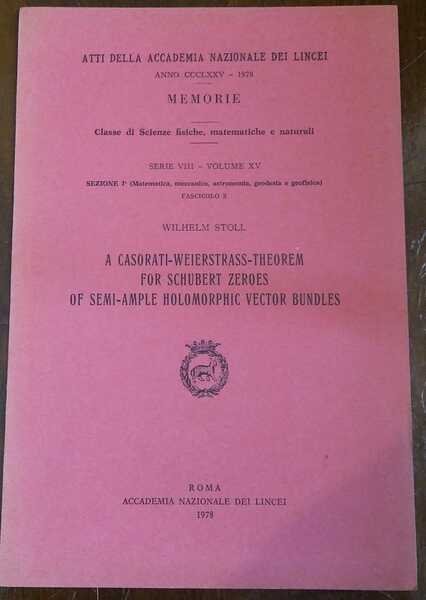 ATTI DELLA ACCADEMIA NAZIONALE DEI LINCEI
ANNO CCCLXXV - 1978
MEMORIE
Classe di Scienze fisiche, matematiche e naturali
SERIE VIII - VOLUME XV
SEZIONE Iª (Matematica, meccanica, astronomia, geodesia e geofisica)
FASCICOLO 2
WILHELM STOLL
A CASORATI-WEIERSTRASS-THEOREM
FOR SCHUBERT ZEROES
OF SEMI-AMPLE HOLOMORPHIC VECTOR BUNDLES
ROMA
ACCADEMIA NAZIONALE DEI LINCEI
1978